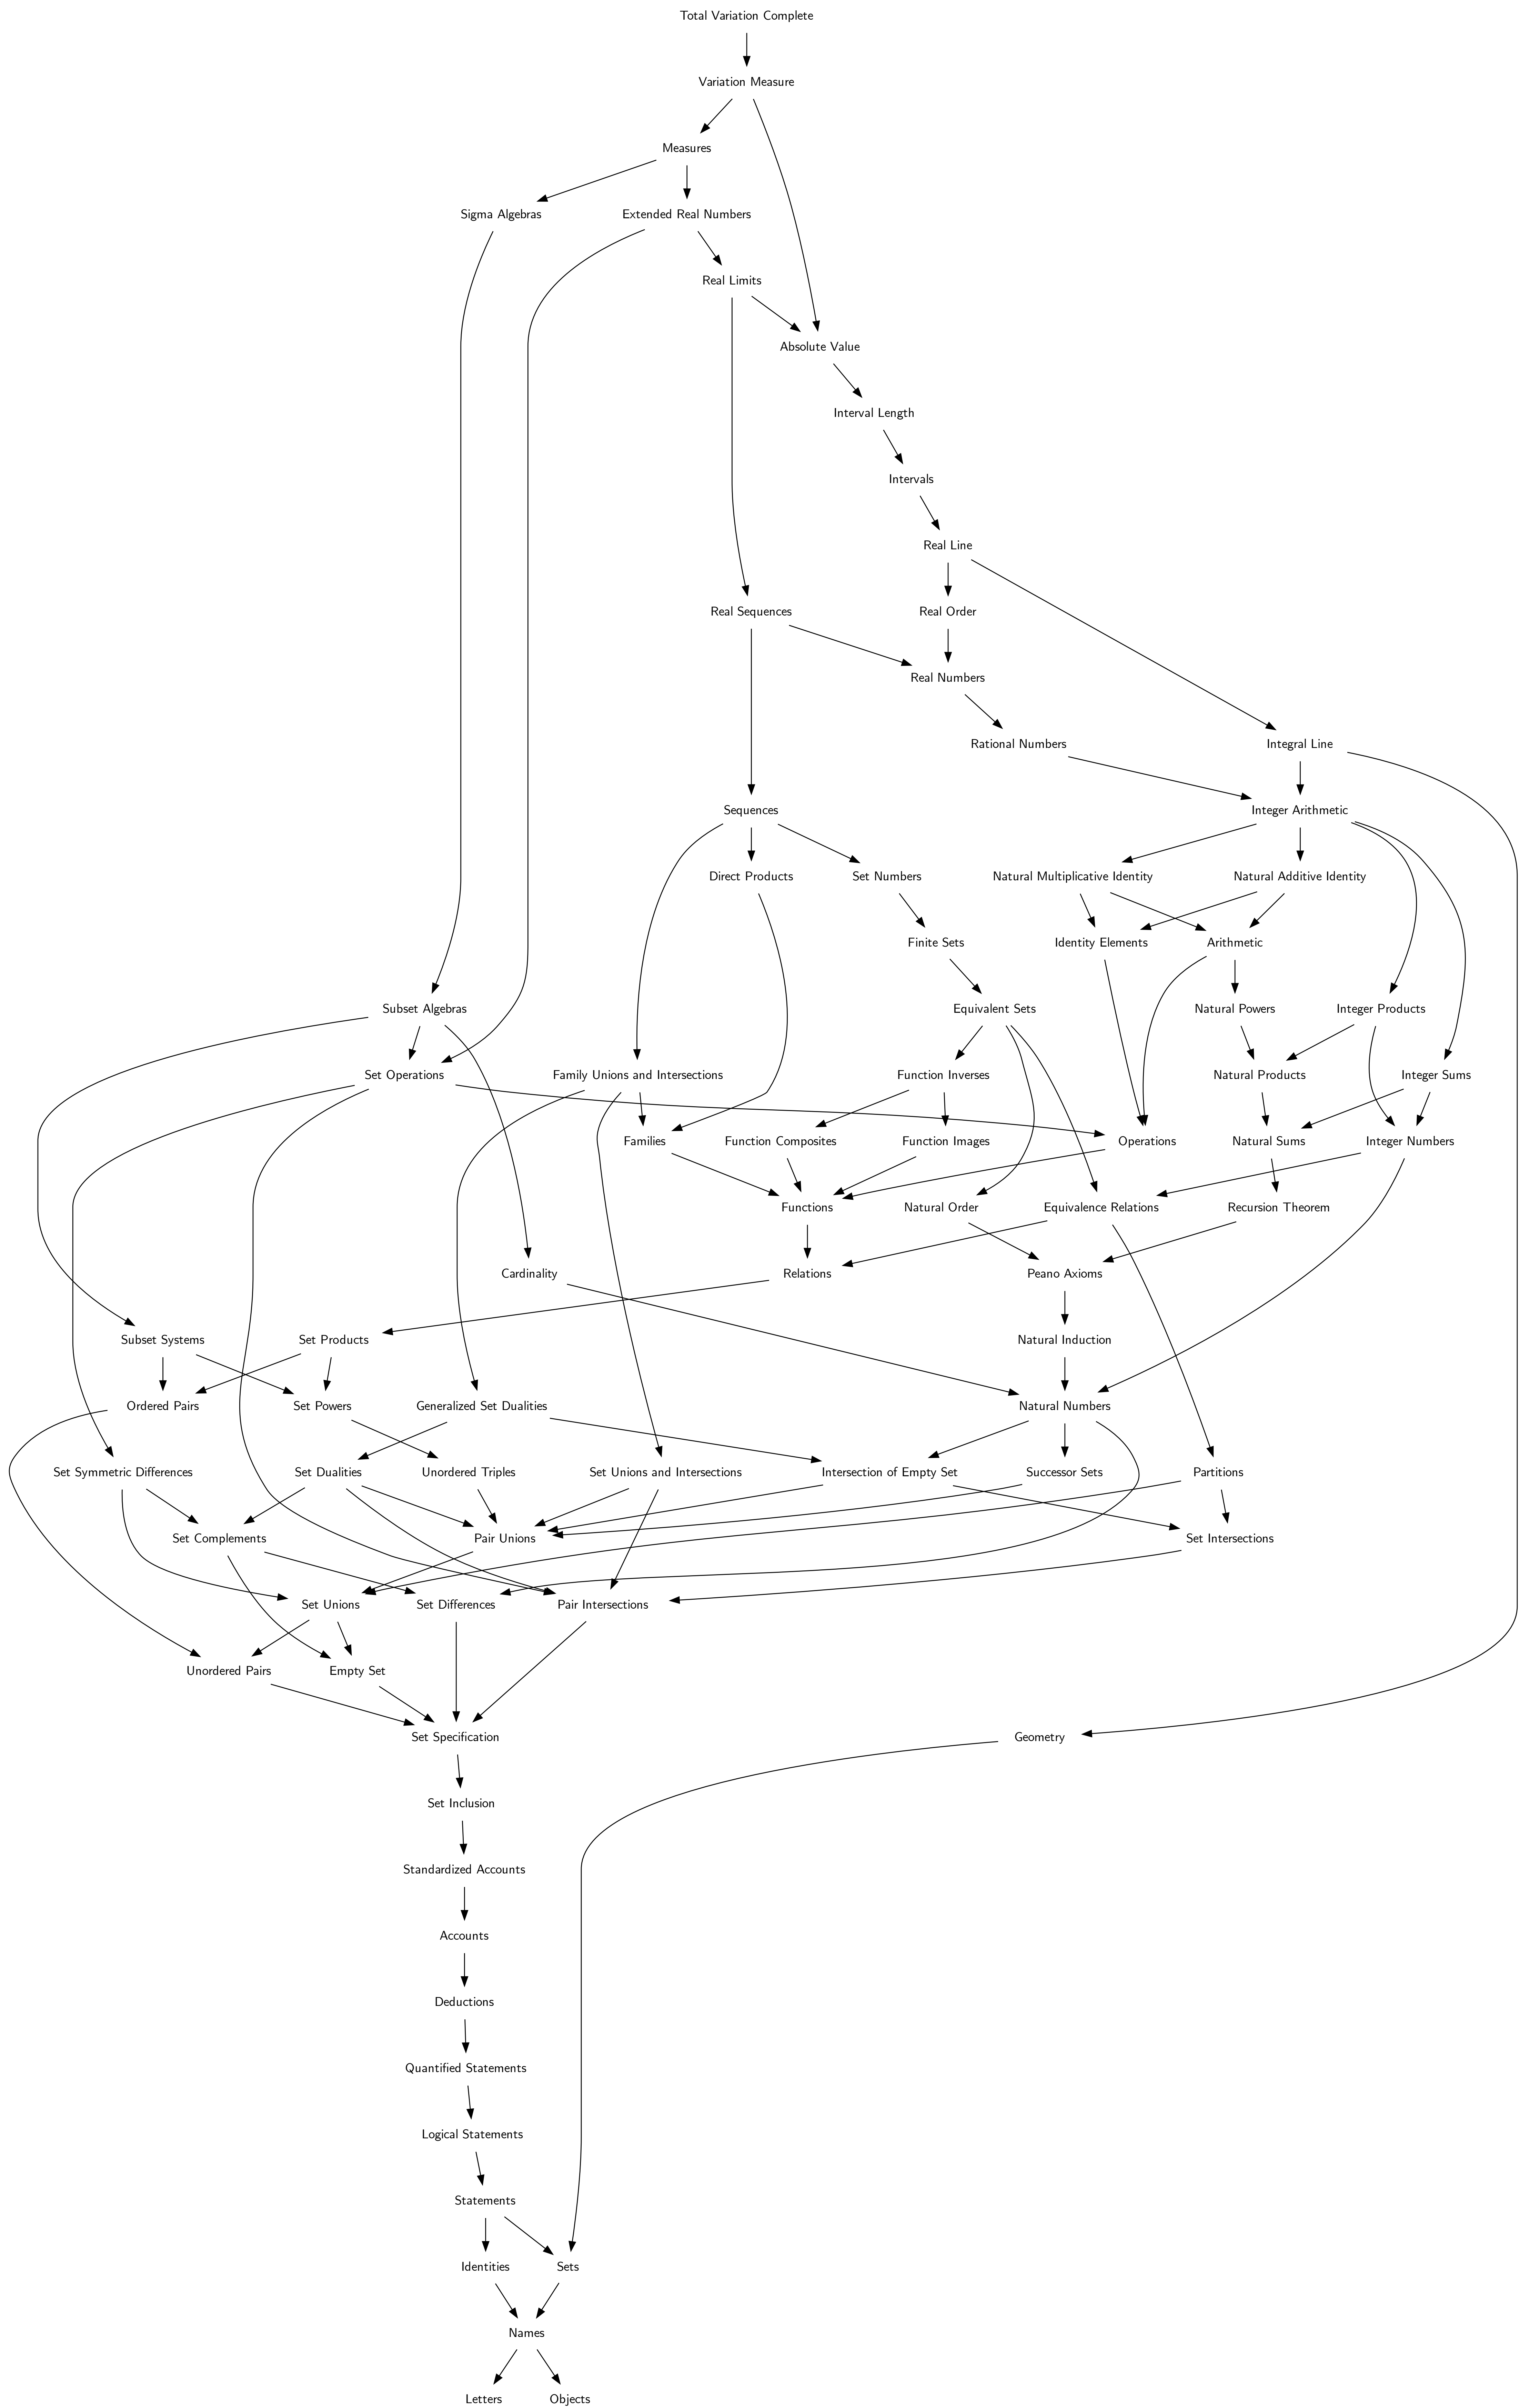 Total Variation Complete
Variation Measure
Measures
Sigma Algebras
Extended Real Numbers
Real Limits
Absolute Value
Interval Length
Intervals
Real Line
Real Sequences
Real Order
Real Numbers
Rational Numbers
Integral Line
Sequences
Integer Arithmetic
Direct Products
Set Numbers
Natural Multiplicative Identity
Natural Additive Identity
Finite Sets
Identity Elements
Arithmetic
Subset Algebras
Equivalent Sets
Natural Powers
Integer Products
Set Operations
Family Unions and Intersections
Function Inverses
Natural Products
Integer Sums
Families
Function Composites
Function Images
Operations
Natural Sums
Integer Numbers
Functions
Natural Order
Equivalence Relations
Recursion Theorem
Cardinality
Relations
Peano Axioms
Subset Systems
Set Products
Natural Induction
Ordered Pairs
Set Powers
Generalized Set Dualities
Natural Numbers
Set Symmetric Differences
Set Dualities
Unordered Triples
Set Unions and Intersections
Intersection of Empty Set
Successor Sets
Partitions
Set Complements
Pair Unions
Set Intersections
Set Unions
Set Differences
Pair Intersections
Unordered Pairs
Empty Set
Set Specification
Geometry
Set Inclusion
Standardized Accounts
Accounts
Deductions
Quantified Statements
Logical Statements
Statements
Identities
Sets
Names
Letters
Objects